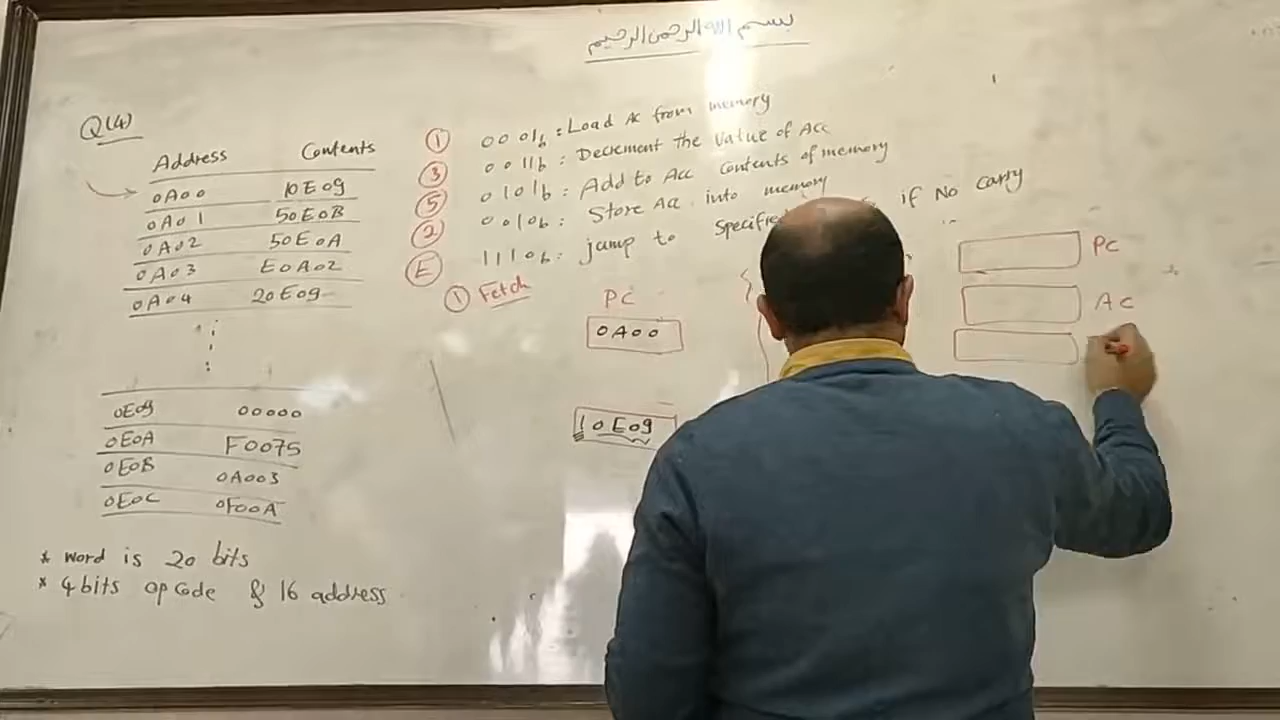 بسم الله الرحمن الرحيم
Q(4)
Address Contents
0A00 10E09
0A01 50E0B
0A02 50E0A
0A03 E0A02
0A04 20E09
0E09 00000
0E0A F0075
0E0B 0A003
0E0C 0F00A
* word is 20 bits
* 4 bits opcode & 16 address
① 0001b : Load AC from memory
③ 0011b : Decrement the value of Acc
⑤ 0101b : Add to Acc contents of memory
② 0010b : Store Acc into memory
Ⓔ 1110b : jump to specified if No Carry
① Fetch
PC
0A00
10E09
PC
AC